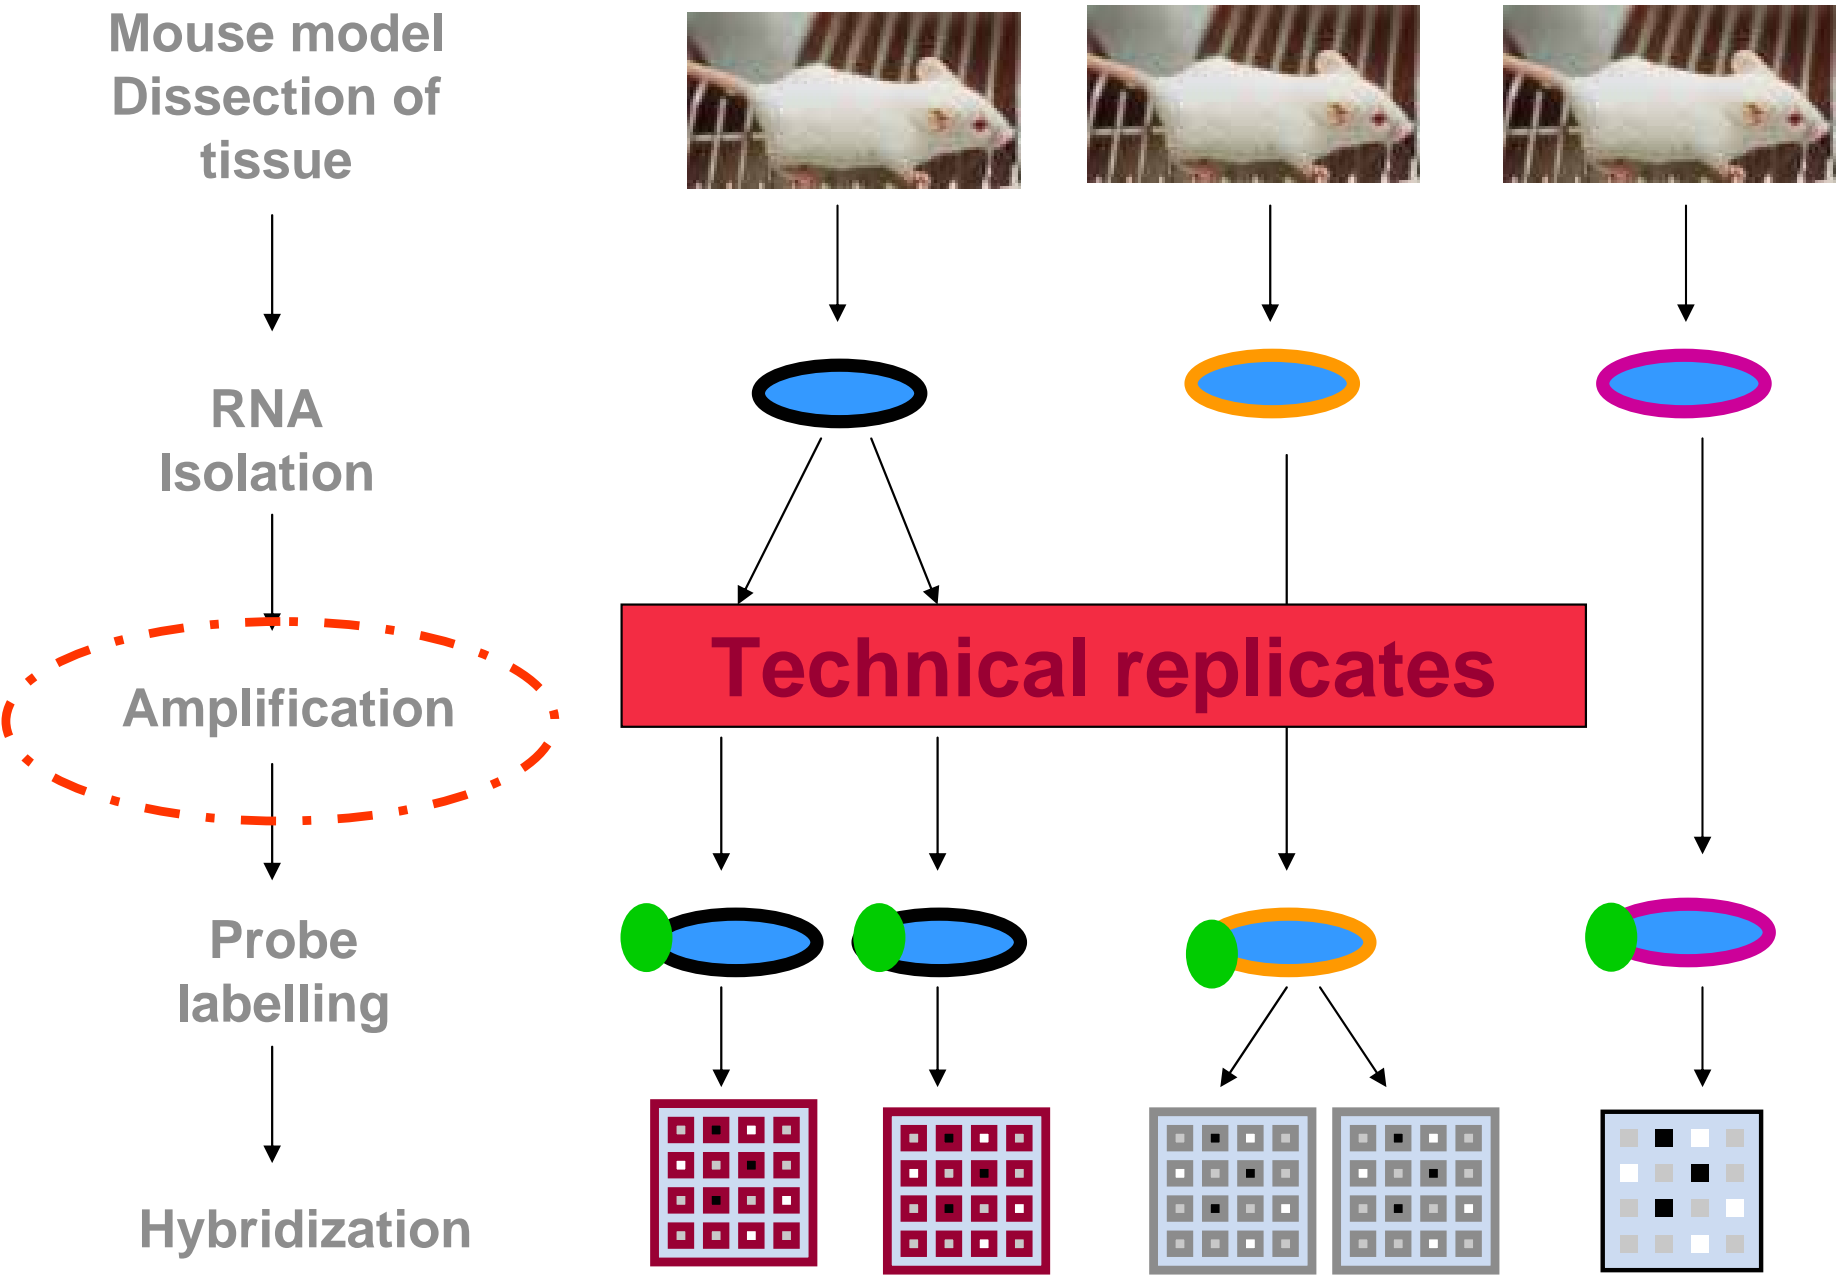 Mouse model
Dissection of
tissue
RNA
Isolation
Technical replicates
Amplification
Probe
labelling
Hybridization